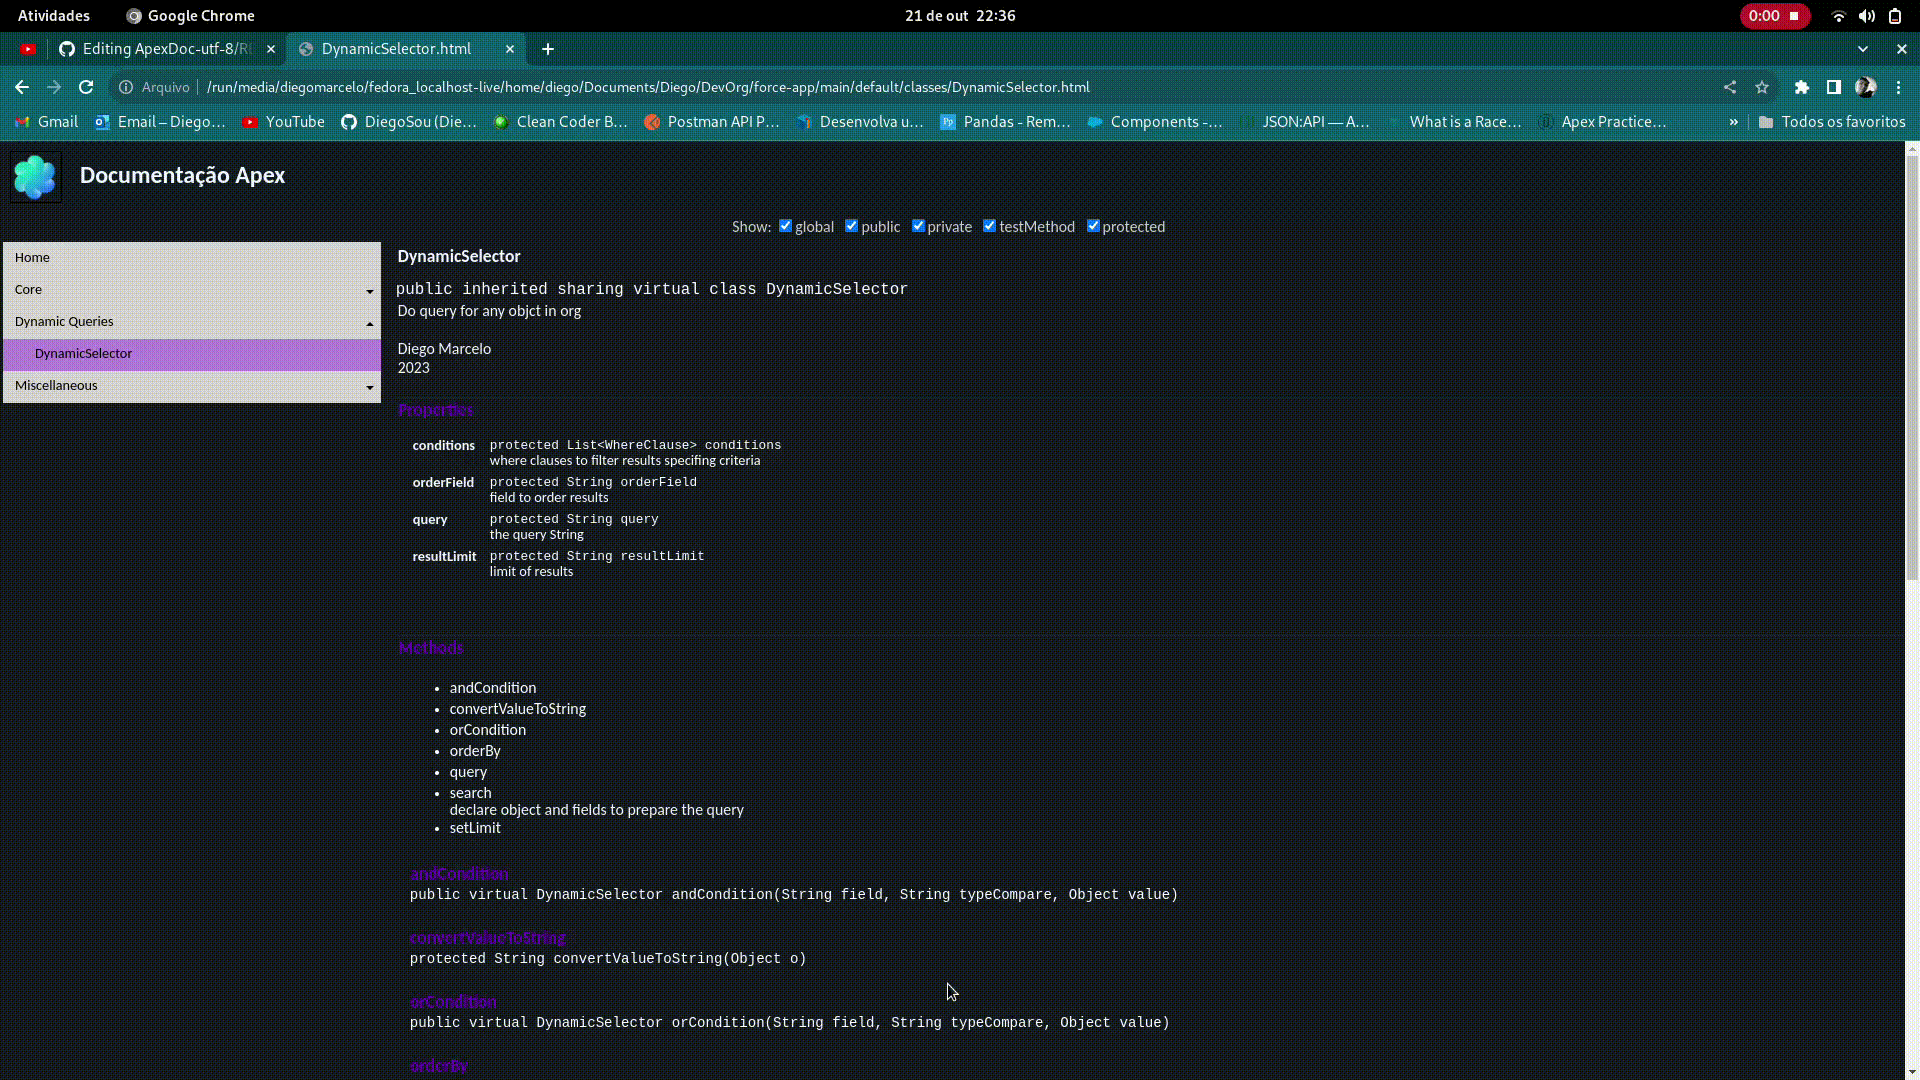 Atividades
Google Chrome
21 de out 22:36
0:00
Editing ApexDoc-utf-8/R
DynamicSelector.html
Arquivo
/run/media/diegomarcelo/fedora_localhost-live/home/diego/Documents/Diego/DevOrg/force-app/main/default/classes/DynamicSelector.html
Gmail
Email – Diego...
YouTube
DiegoSou (Die...
Clean Coder B...
Postman API P...
Desenvolva u...
Pandas - Rem...
Components -...
JSON:API — A...
What is a Race...
Apex Practice...
»
Todos os favoritos
Documentação Apex
Show: global public private testMethod protected
Home
Core
Dynamic Queries
DynamicSelector
Miscellaneous
DynamicSelector
public inherited sharing virtual class DynamicSelector
Do query for any objct in org
Diego Marcelo
2023
Properties
conditions protected List<WhereClause> conditions
where clauses to filter results specifing criteria
orderField protected String orderField
field to order results
query protected String query
the query String
resultLimit protected String resultLimit
limit of results
Methods
• andCondition
• convertValueToString
• orCondition
• orderBy
• query
• search
declare object and fields to prepare the query
• setLimit
andCondition
public virtual DynamicSelector andCondition(String field, String typeCompare, Object value)
convertValueToString
protected String convertValueToString(Object o)
orCondition
public virtual DynamicSelector orCondition(String field, String typeCompare, Object value)
orderBy